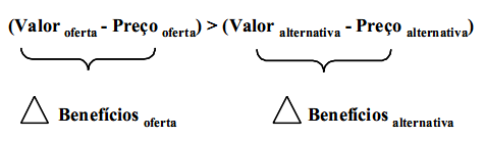 (Valor oferta - Preço oferta) > (Valor alternativa - Preço alternativa)
△ Benefícios oferta △ Benefícios alternativa